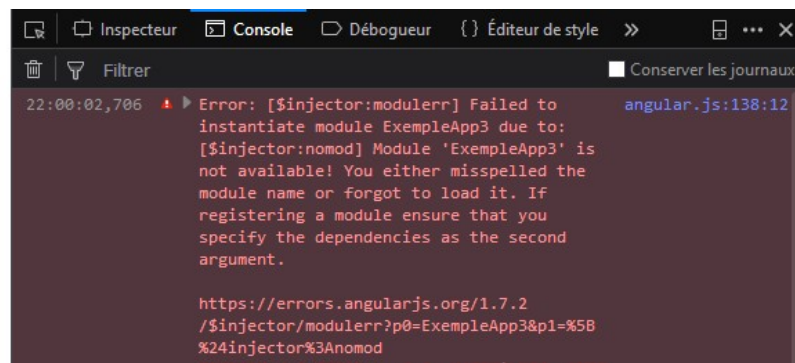 Inspecteur Console Débogueur {} Éditeur de style »
Filtrer Conserver les journaux
22:00:02,706 Error: [$injector:modulerr] Failed to angular.js:138:12
instantiate module ExempleApp3 due to:
[$injector:nomod] Module 'ExempleApp3' is
not available! You either misspelled the
module name or forgot to load it. If
registering a module ensure that you
specify the dependencies as the second
argument.
https://errors.angularjs.org/1.7.2
/$injector/modulerr?p0=ExempleApp3&p1=%5B
%24injector%3Anomod